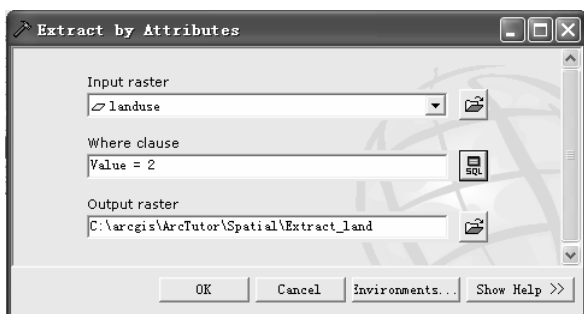 Extract by Attributes
Input raster
landuse
Where clause
Value = 2
SQL
Output raster
C:\arcgis\ArcTutor\Spatial\Extract_land
OK Cancel Environments... Show Help >>